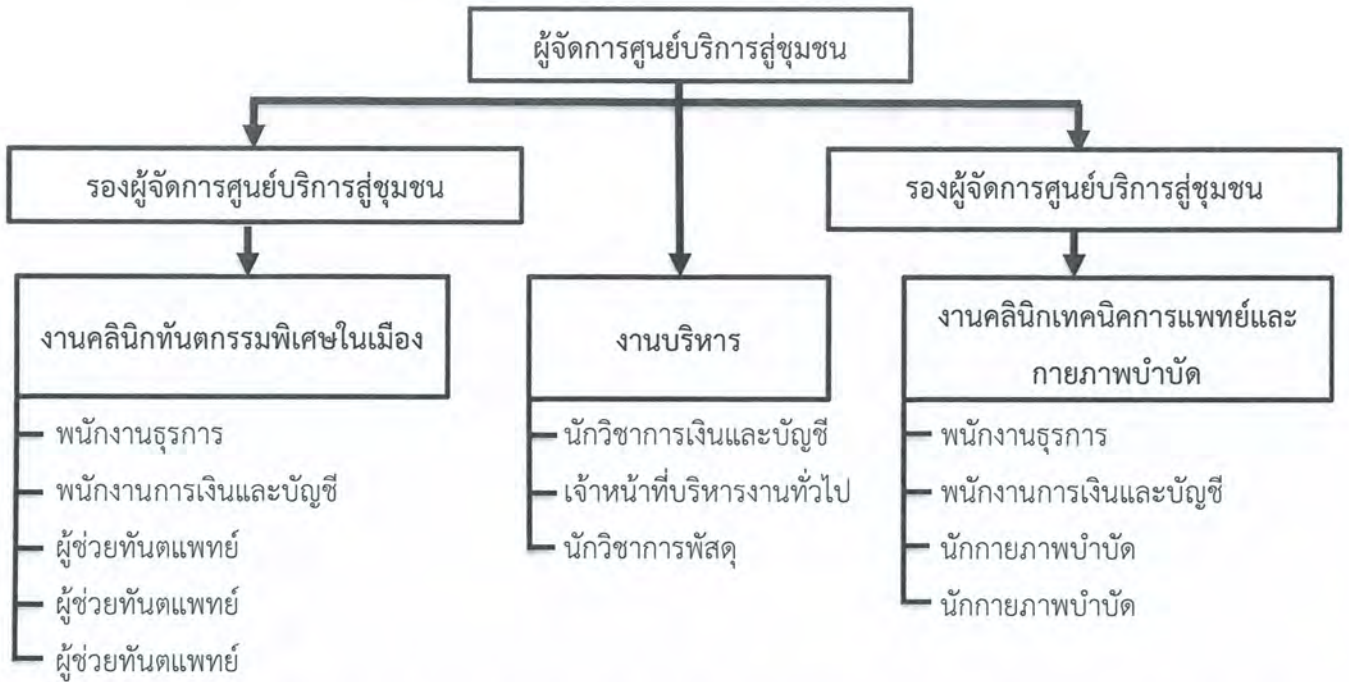 ผู้จัดการศูนย์บริการสู่ชุมชน
รองผู้จัดการศูนย์บริการสู่ชุมชน
รองผู้จัดการศูนย์บริการสู่ชุมชน
งานคลินิกทันตกรรมพิเศษในเมือง
พนักงานธุรการ
พนักงานการเงินและบัญชี
ผู้ช่วยทันตแพทย์
ผู้ช่วยทันตแพทย์
ผู้ช่วยทันตแพทย์
งานบริหาร
นักวิชาการเงินและบัญชี
เจ้าหน้าที่บริหารงานทั่วไป
นักวิชาการพัสดุ
งานคลินิกเทคนิคการแพทย์และ
กายภาพบำบัด
พนักงานธุรการ
พนักงานการเงินและบัญชี
นักกายภาพบำบัด
นักกายภาพบำบัด